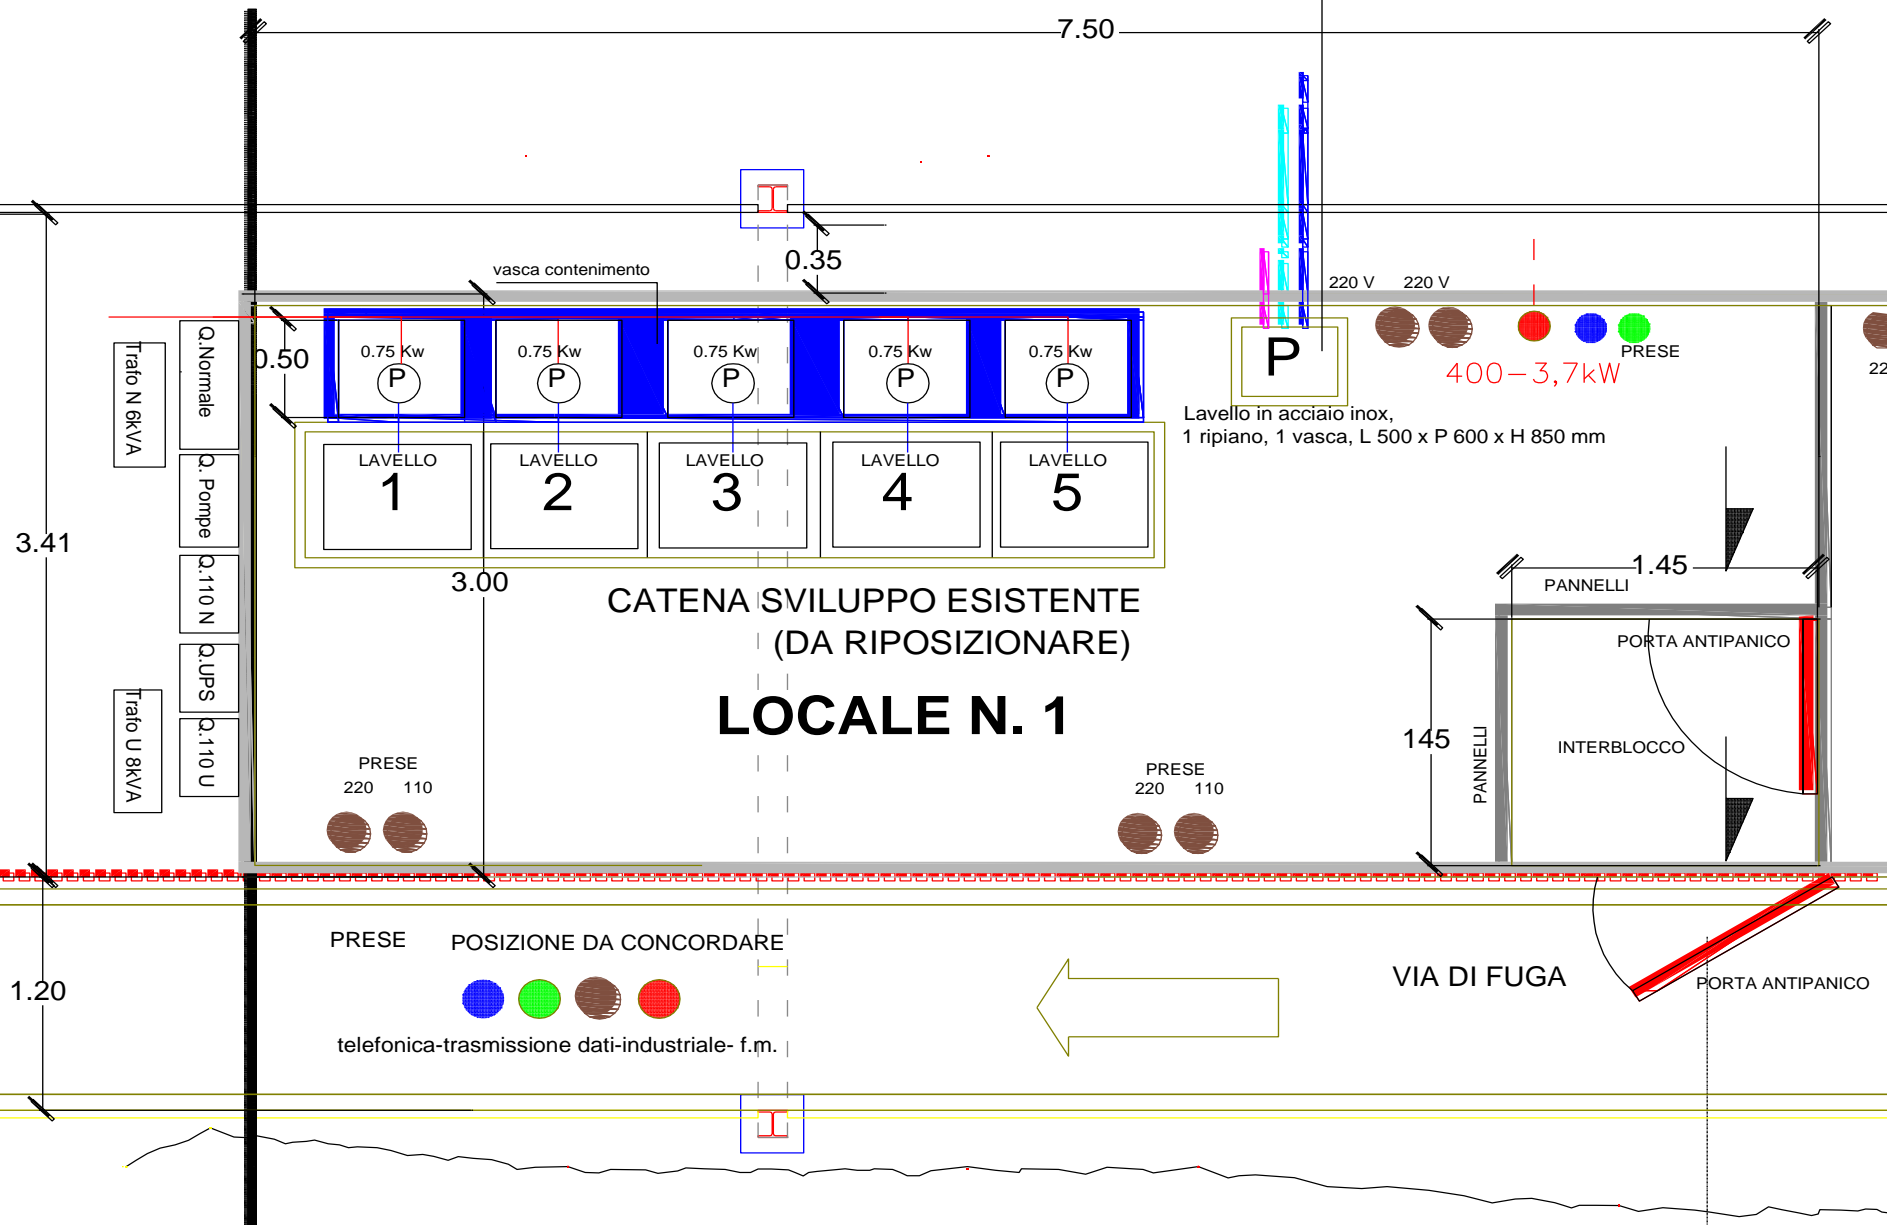 7.50
0.35
vasca contenimento
220 V
220 V
0.50
0.75 Kw
0.75 Kw
0.75 Kw
0.75 Kw
0.75 Kw
P
P
P
P
P
P
PRESE
400-3,7kW
22
Lavello in acciaio inox,
1 ripiano, 1 vasca, L 500 x P 600 x H 850 mm
Trafo N 6kVA
Q.Normale
Q. Pompe
Q.110 N
Q.UPS
Q.110 U
Trafo U 8kVA
LAVELLO
1
LAVELLO
2
LAVELLO
3
LAVELLO
4
LAVELLO
5
3.41
3.00
1.45
PANNELLI
CATENA SVILUPPO ESISTENTE
(DA RIPOSIZIONARE)
PORTA ANTIPANICO
LOCALE N. 1
145
PANNELLI
INTERBLOCCO
PRESE
220
110
PRESE
220
110
PRESE
POSIZIONE DA CONCORDARE
1.20
VIA DI FUGA
PORTA ANTIPANICO
telefonica-trasmissione dati-industriale- f.m.